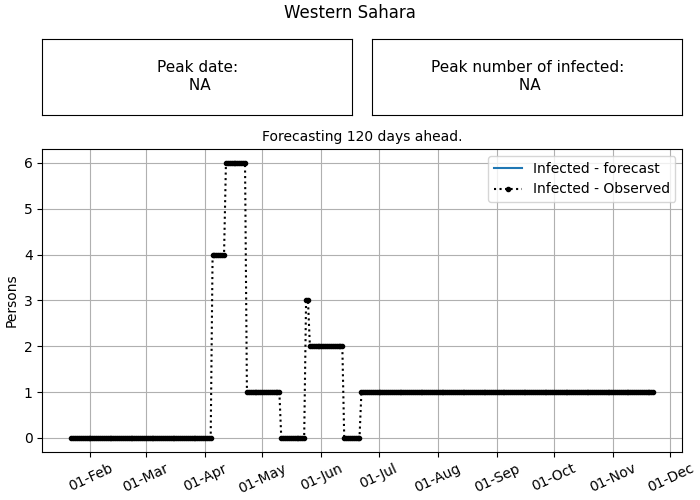 Western Sahara
Peak date:
NA
Peak number of infected:
NA
Forecasting 120 days ahead.
Infected - forecast
Infected - Observed
Persons
6
5
4
3
2
1
0
01-Feb
01-Mar
01-Apr
01-May
01-Jun
01-Jul
01-Aug
01-Sep
01-Oct
01-Nov
01-Dec